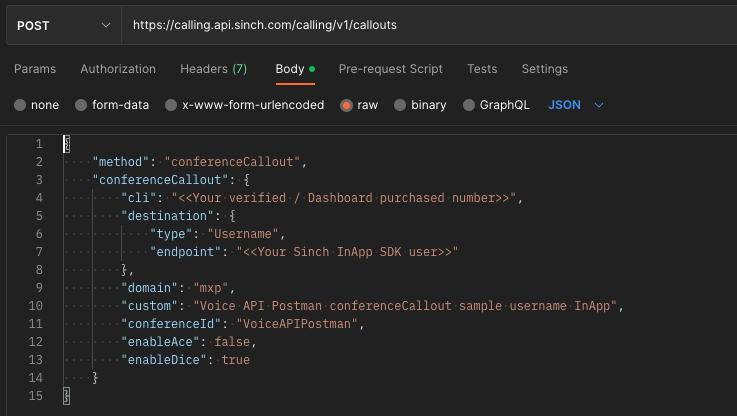 POST https://calling.api.sinch.com/calling/v1/callouts
Params Authorization Headers (7) Body Pre-request Script Tests Settings
none form-data x-www-form-urlencoded raw binary GraphQL JSON
1 {
2 "method": "conferenceCallout",
3 "conferenceCallout": {
4 "cli": "<<Your verified / Dashboard purchased number>>",
5 "destination": {
6 "type": "Username",
7 "endpoint": "<<Your Sinch InApp SDK user>>"
8 },
9 "domain": "mxp",
10 "custom": "Voice API Postman conferenceCallout sample username InApp",
11 "conferenceId": "VoiceAPIPostman",
12 "enableAce": false,
13 "enableDice": true
14 }
15 }